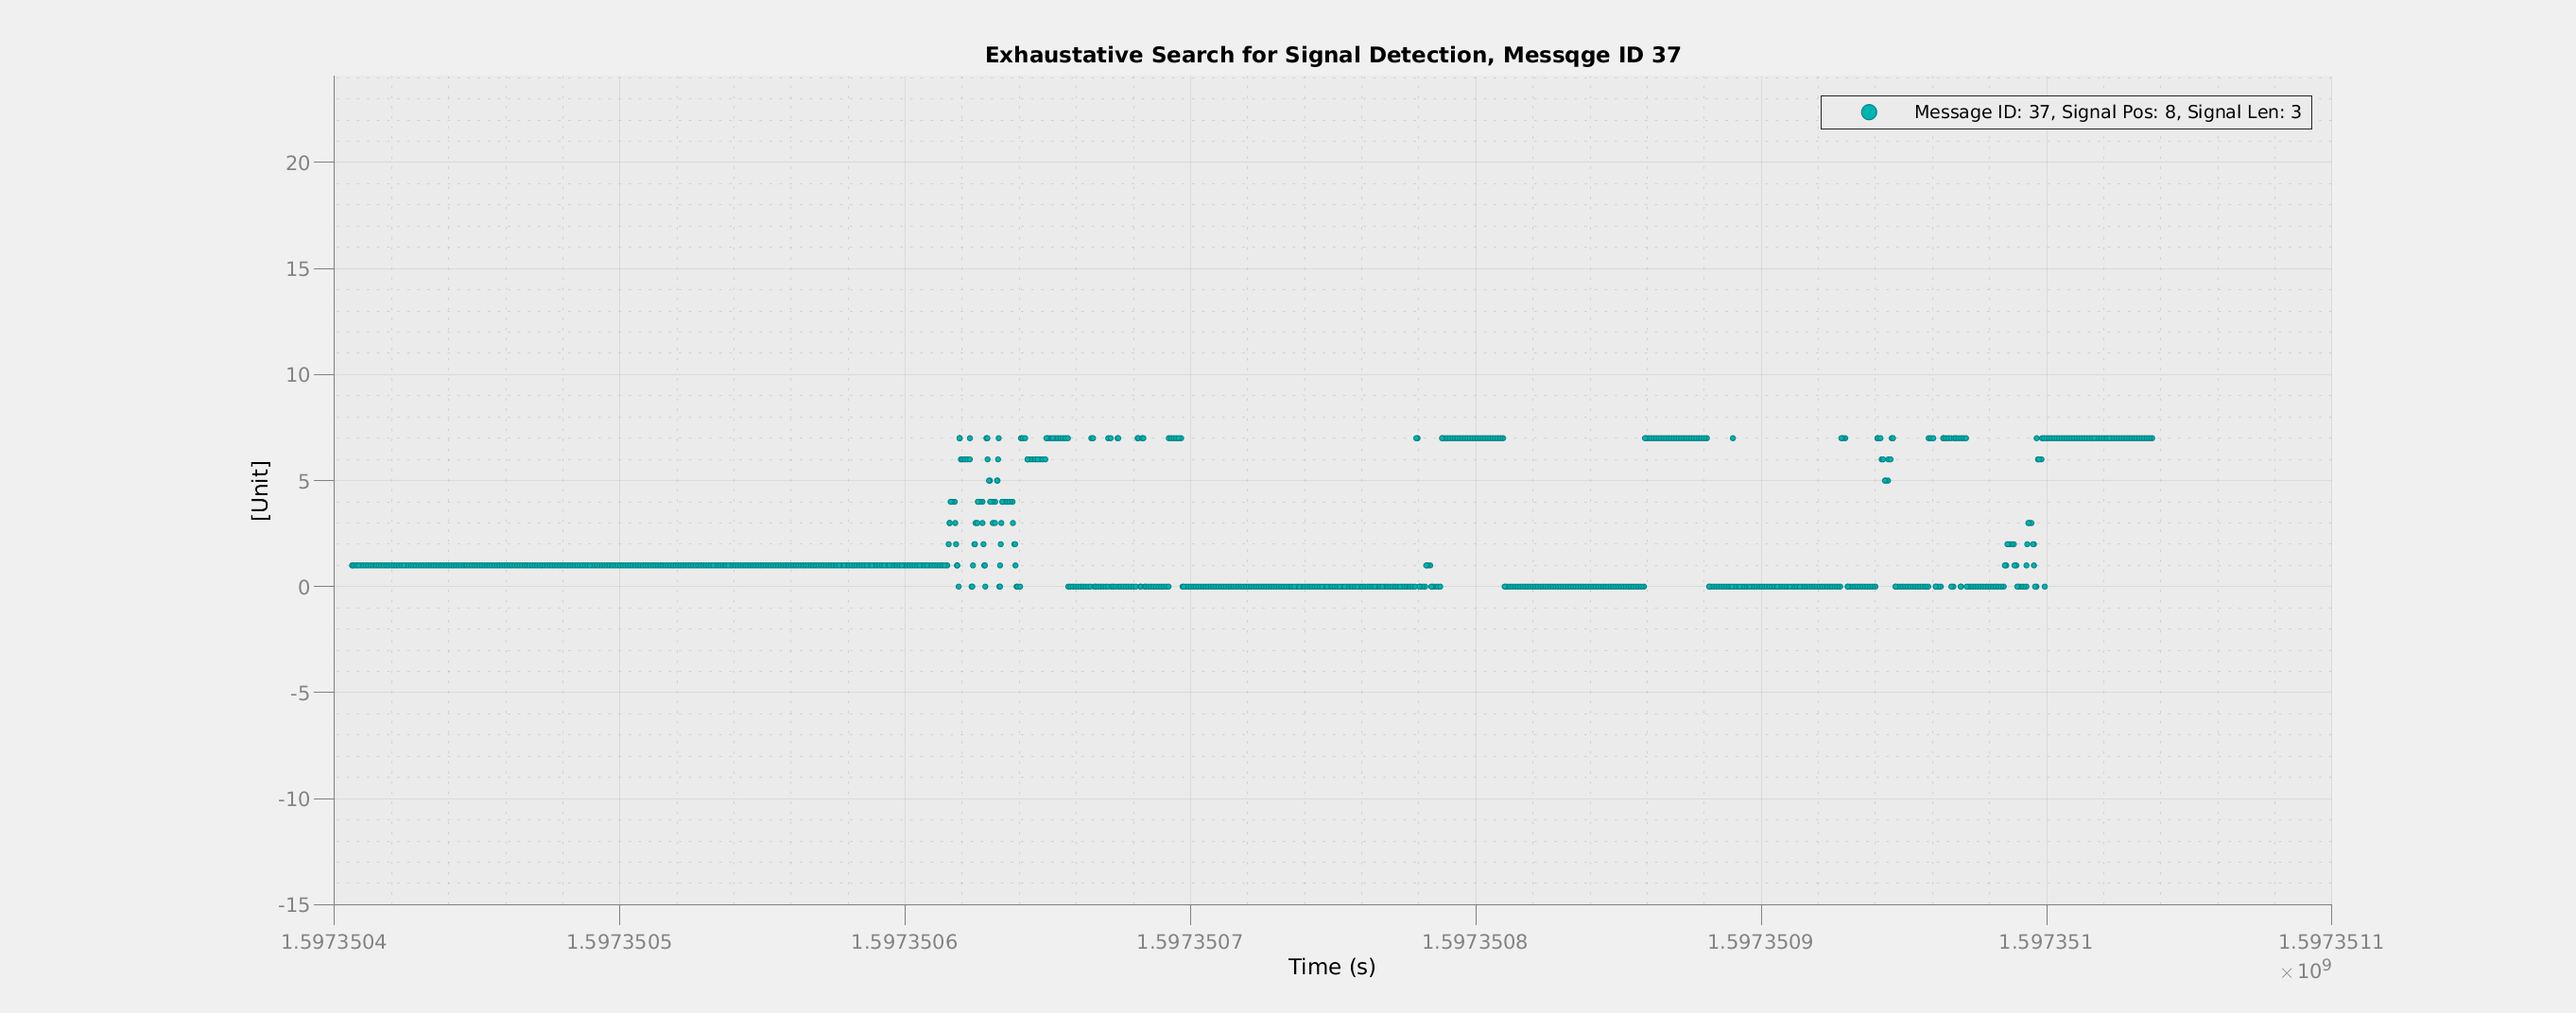 Exhaustative Search for Signal Detection, Messqge ID 37
Message ID: 37, Signal Pos: 8, Signal Len: 3
20
15
10
5
0
-5
-10
-15
[Unit]
1.5973504 1.5973505 1.5973506 1.5973507 1.5973508 1.5973509 1.597351 1.5973511
Time (s)
×10⁹